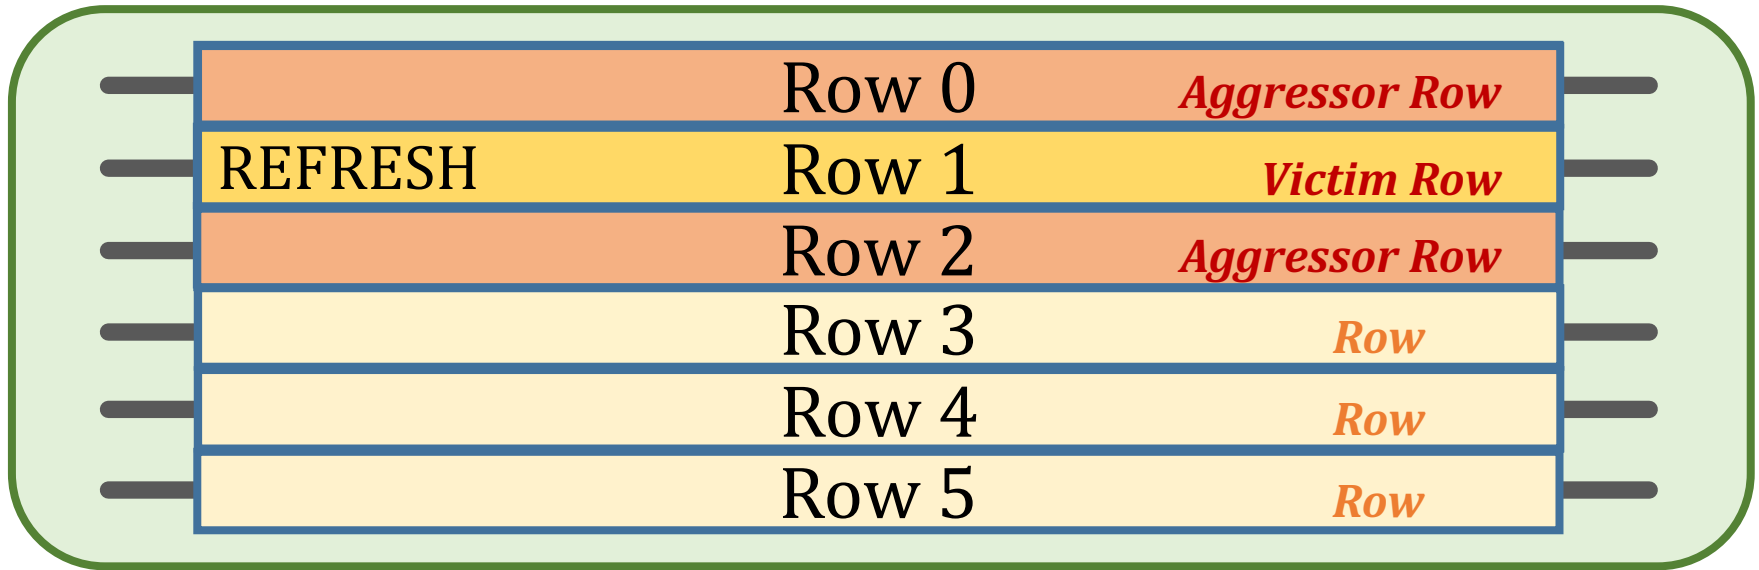 Row 0 Aggressor Row
REFRESH Row 1 Victim Row
Row 2 Aggressor Row
Row 3 Row
Row 4 Row
Row 5 Row